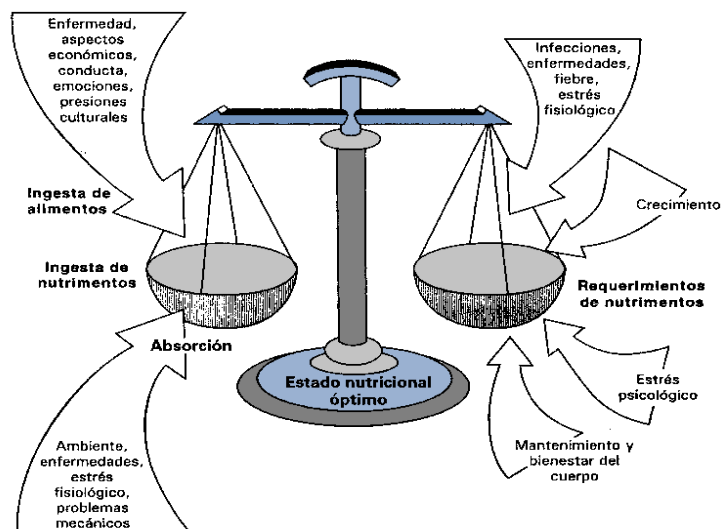 Enfermedad,
aspectos
económicos,
conducta,
emociones,
presiones
culturales
Ingesta de
alimentos
Ingesta de
nutrimentos
Absorción
Ambiente,
enfermedades,
estrés
fisiológico,
problemas
mecánicos
Estado nutricional
óptimo
Infecciones,
enfermedades,
fiebre,
estrés
fisiológico
Crecimiento
Requerimientos
de nutrimentos
Estrés
psicológico
Mantenimiento y
bienestar del
cuerpo